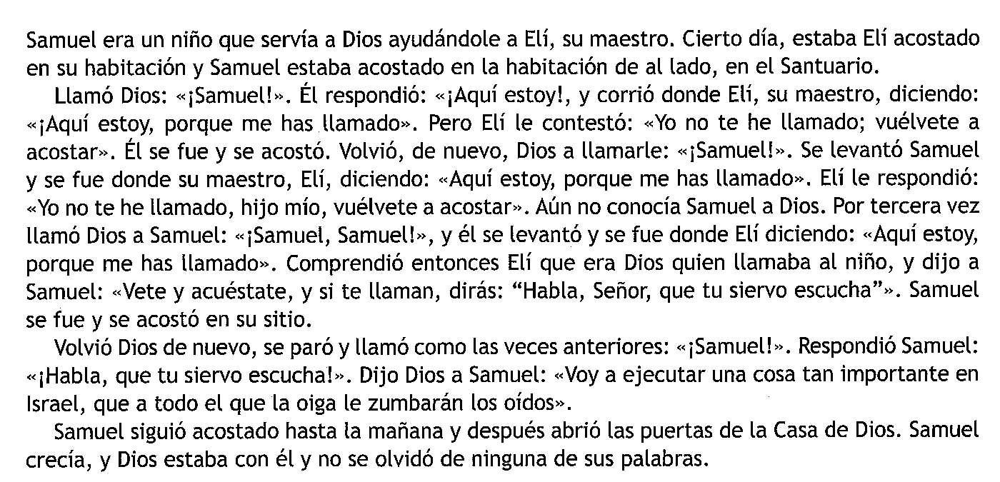 Samuel era un niño que servía a Dios ayudándole a Elí, su maestro. Cierto día, estaba Elí acostado
en su habitación y Samuel estaba acostado en la habitación de al lado, en el Santuario.
Llamó Dios: «¡Samuel!». Él respondió: «¡Aquí estoy!, y corrió donde Elí, su maestro, diciendo:
«¡Aquí estoy, porque me has llamado». Pero Elí le contestó: «Yo no te he llamado; vuélvete a
acostar». Él se fue y se acostó. Volvió, de nuevo, Dios a llamarle: «¡Samuel!». Se levantó Samuel
y se fue donde su maestro, Elí, diciendo: «Aquí estoy, porque me has llamado». Elí le respondió:
«Yo no te he llamado, hijo mío, vuélvete a acostar». Aún no conocía Samuel a Dios. Por tercera vez
llamó Dios a Samuel: «¡Samuel, Samuel!», y él se levantó y se fue donde Elí diciendo: «Aquí estoy,
porque me has llamado». Comprendió entonces Elí que era Dios quien llamaba al niño, y dijo a
Samuel: «Vete y acuéstate, y si te llaman, dirás: “Habla, Señor, que tu siervo escucha”». Samuel
se fue y se acostó en su sitio.
Volvió Dios de nuevo, se paró y llamó como las veces anteriores: «¡Samuel!». Respondió Samuel:
«¡Habla, que tu siervo escucha!». Dijo Dios a Samuel: «Voy a ejecutar una cosa tan importante en
Israel, que a todo el que la oiga le zumbarán los oídos».
Samuel siguió acostado hasta la mañana y después abrió las puertas de la Casa de Dios. Samuel
crecía, y Dios estaba con él y no se olvidó de ninguna de sus palabras.